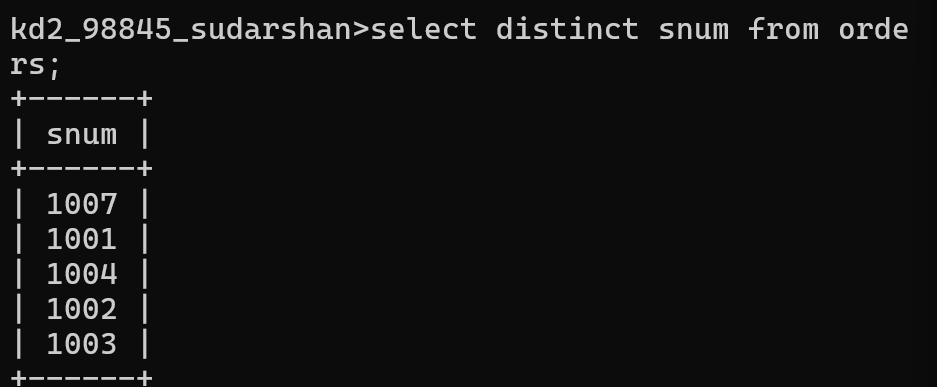 kd2_98845_sudarshan>select distinct snum from orde
rs;
+------+
| snum |
+------+
| 1007 |
| 1001 |
| 1004 |
| 1002 |
| 1003 |
+------+